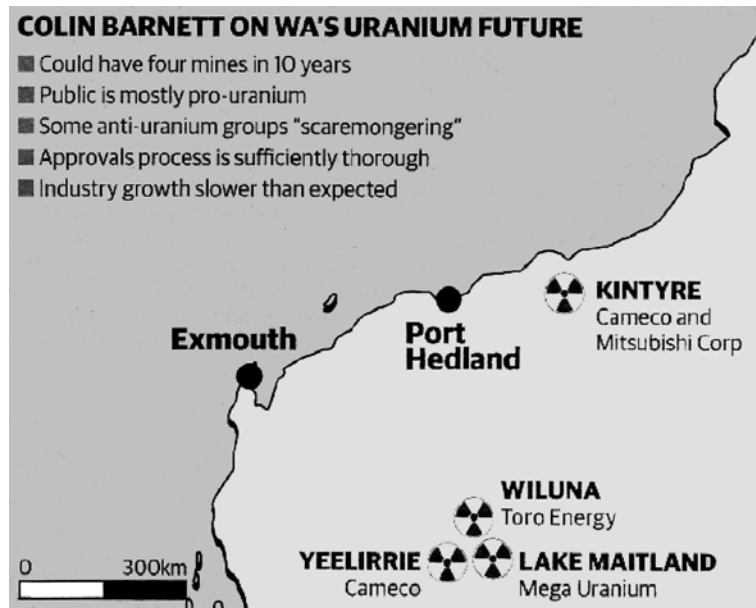 COLIN BARNETT ON WA'S URANIUM FUTURE
Could have four mines in 10 years
Public is mostly pro-uranium
Some anti-uranium groups "scaremongering"
Approvals process is sufficiently thorough
Industry growth slower than expected
KINTYRE
Cameco and
Mitsubishi Corp
Exmouth
Port
Hedland
WILUNA
Toro Energy
YEELIRRIE
Cameco
LAKE MAITLAND
Mega Uranium
0 300km